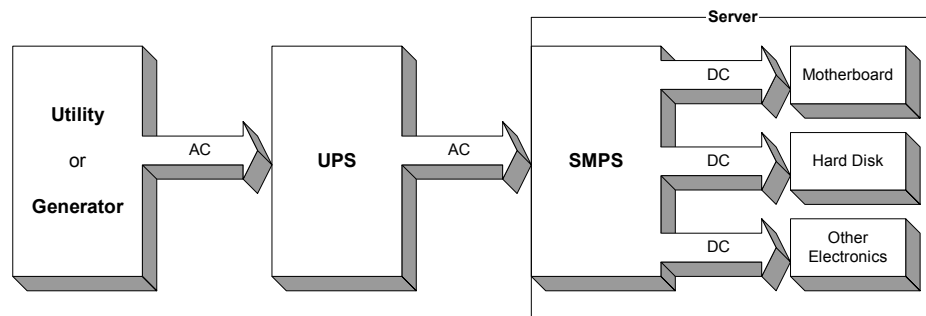 Server
Utility
or
Generator
AC
UPS
AC
SMPS
DC
Motherboard
DC
Hard Disk
DC
Other
Electronics